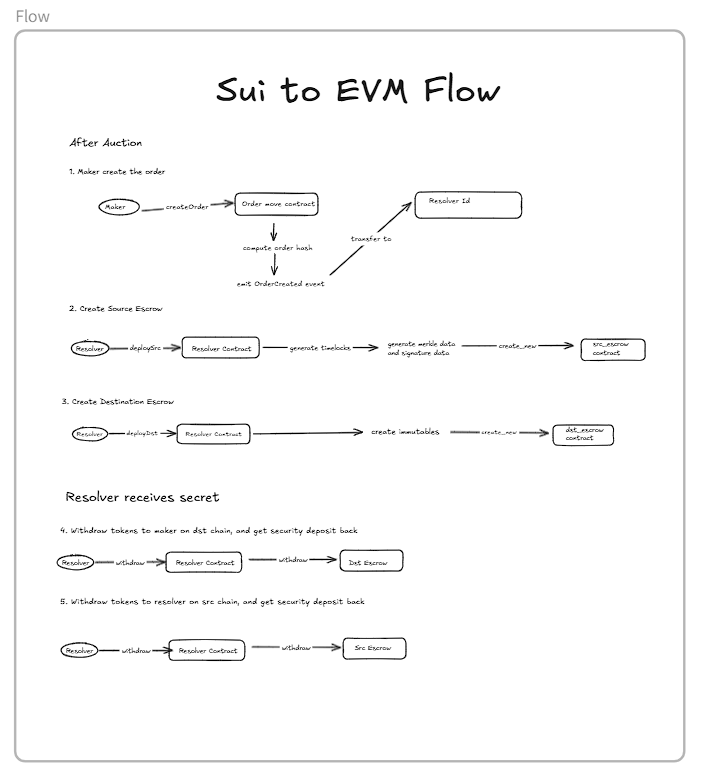 Flow
Sui to EVM Flow
After Auction
1. Maker create the order
Maker
createOrder
Order move contract
Resolver Id
transfer to
compute order hash
emit OrderCreated event
2. Create Source Escrow
Resolver
deploySrc
Resolver Contract
generate timelocks
generate merkle data
and signature data
create_new
src_escrow
contract
3. Create Destination Escrow
Resolver
deployDst
Resolver Contract
create immutables
create_new
dst_escrow
contract
Resolver receives secret
4. Withdraw tokens to maker on dst chain, and get security deposit back
Resolver
withdraw
Resolver Contract
withdraw
Dst Escrow
5. Withdraw tokens to resolver on src chain, and get security deposit back
Resolver
withdraw
Resolver Contract
withdraw
Src Escrow